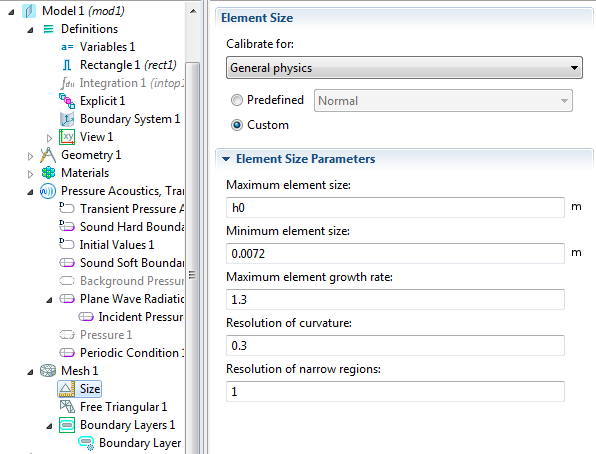 Model 1 (mod1)
Definitions
a= Variables 1
Rectangle 1 (rect1)
Integration 1 (intop1)
Explicit 1
Boundary System 1
View 1
Geometry 1
Materials
Pressure Acoustics, Tra
Transient Pressure A
Sound Hard Bounda
Initial Values 1
Sound Soft Boundar
Background Pressur
Plane Wave Radiatio
Incident Pressur
Pressure 1
Periodic Condition 1
Mesh 1
Size
Free Triangular 1
Boundary Layers 1
Boundary Layer
Element Size
Calibrate for:
General physics
Predefined Normal
Custom
Element Size Parameters
Maximum element size:
h0 m
Minimum element size:
0.0072 m
Maximum element growth rate:
1.3
Resolution of curvature:
0.3
Resolution of narrow regions:
1